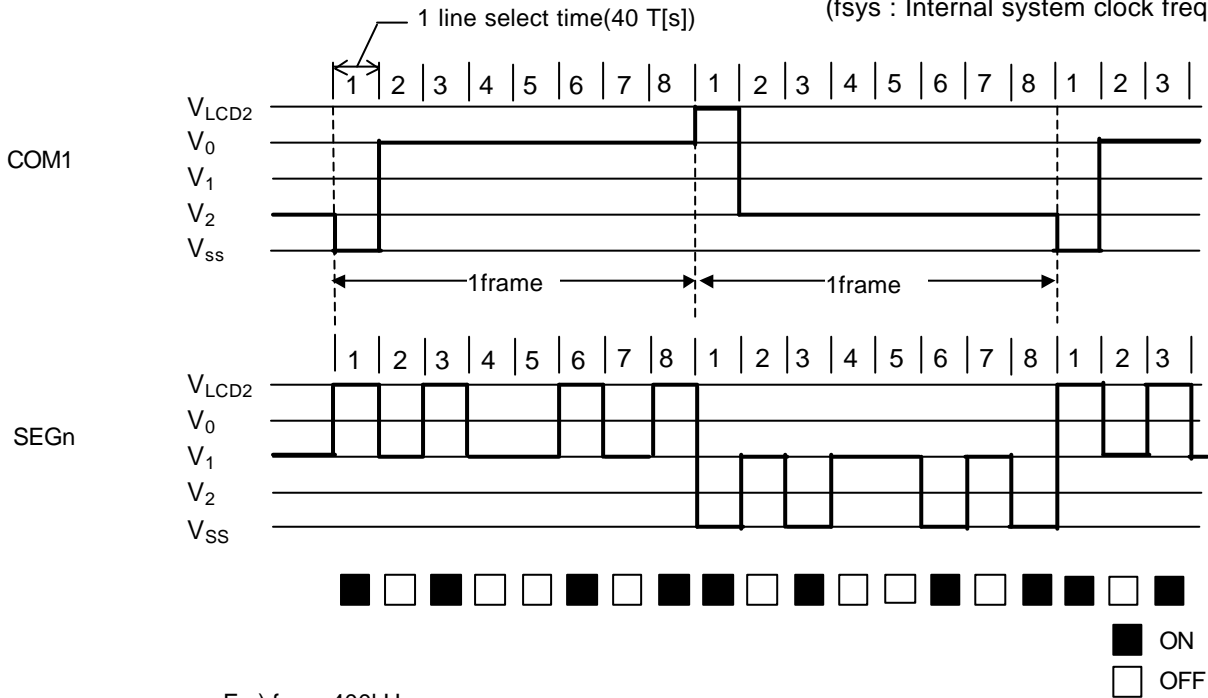 1 line select time(40 T[s])
(fsys : Internal system clock freq
1 2 3 4 5 6 7 8 1 2 3 4 5 6 7 8 1 2 3
COM1
VLCD2
V0
V1
V2
Vss
1frame 1frame
1 2 3 4 5 6 7 8 1 2 3 4 5 6 7 8 1 2 3
SEGn
VLCD2
V0
V1
V2
VSS
ON
OFF